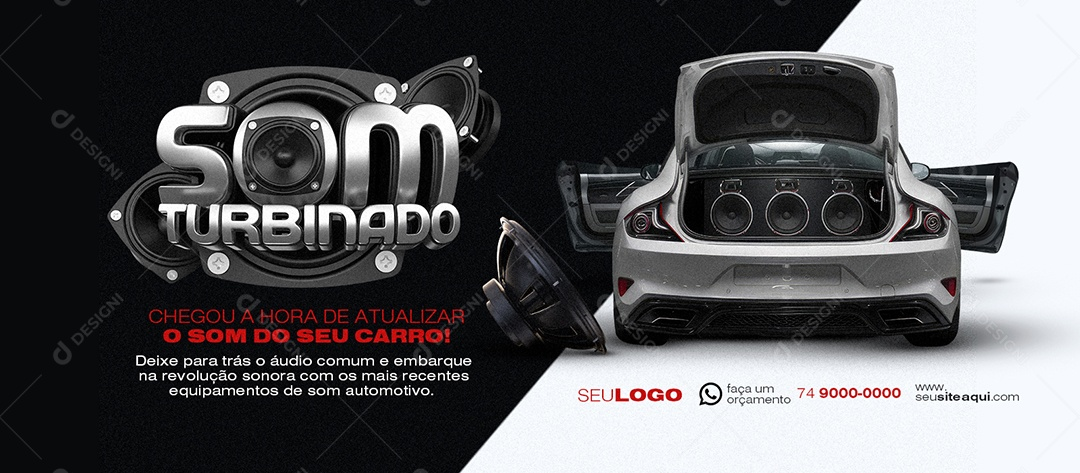 SOM
TURBINADO
CHEGOU A HORA DE ATUALIZAR
O SOM DO SEU CARRO!
Deixe para trás o áudio comum e embarque
na revolução sonora com os mais recentes
equipamentos de som automotivo.
SEULOGO
faça um
orçamento
74 9000-0000
www.
seusiteaqui.com
DESIGNI